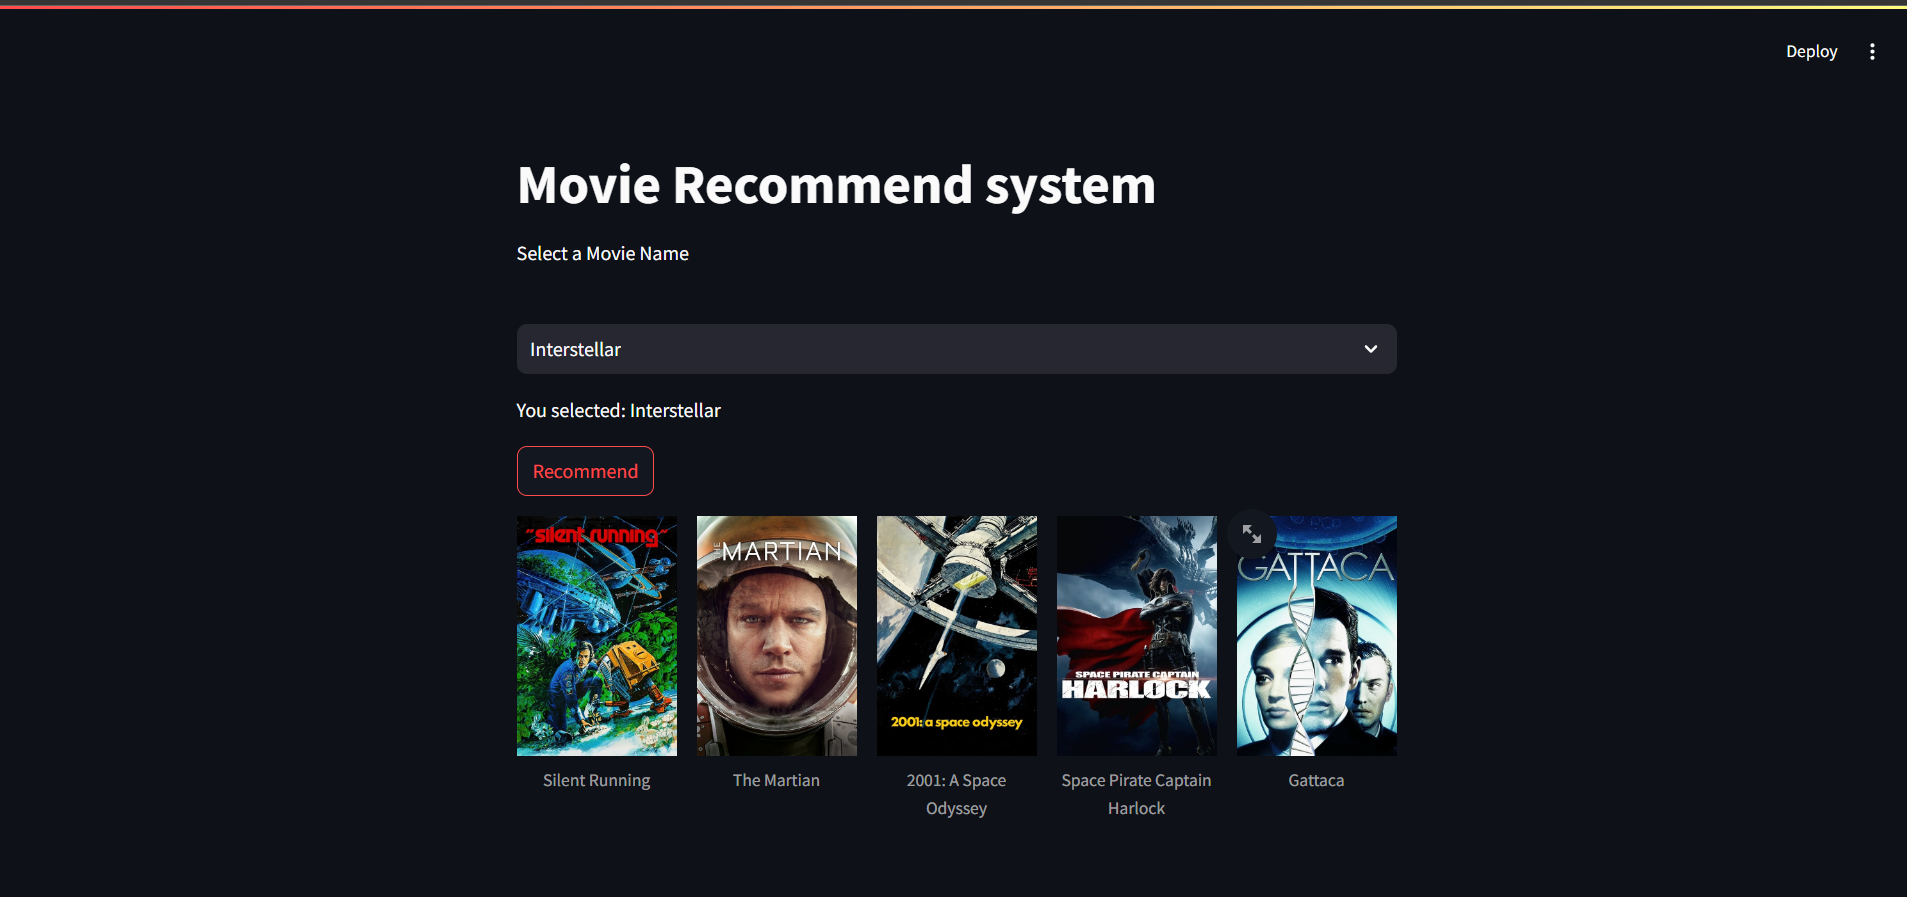 Deploy
Movie Recommend system
Select a Movie Name
Interstellar
You selected: Interstellar
Recommend
"silent running"
THE MARTIAN
2001: a space odyssey
SPACE PIRATE CAPTAIN
HARLOCK
GATTACA
Silent Running
The Martian
2001: A Space
Odyssey
Space Pirate Captain
Harlock
Gattaca